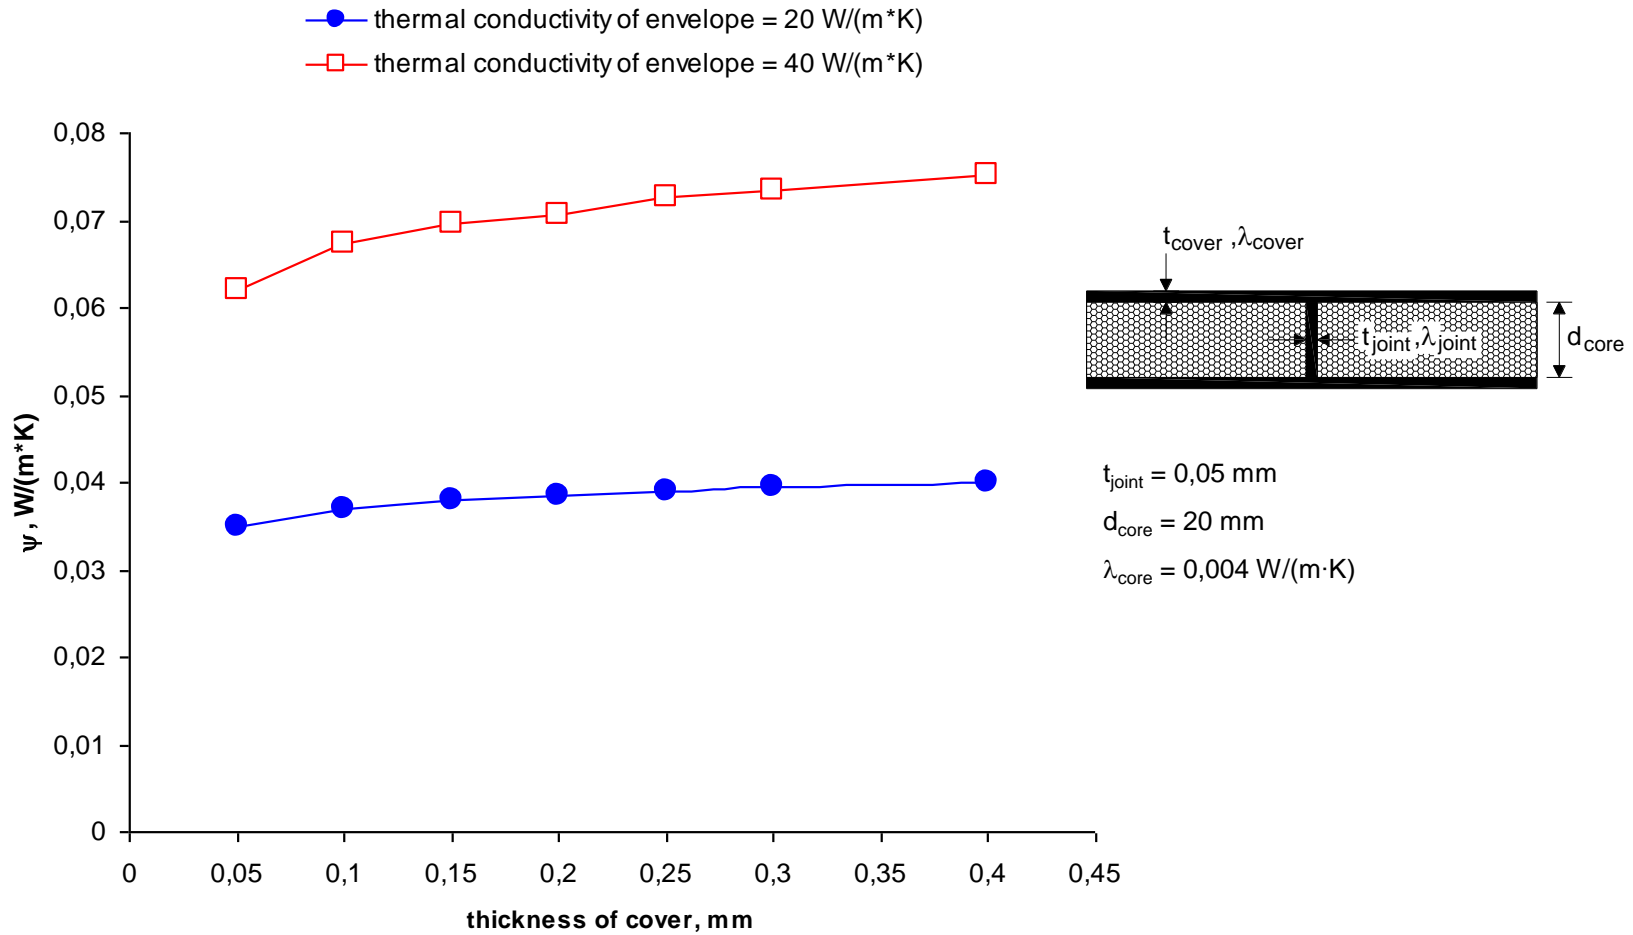 thermal conductivity of envelope = 20 W/(m*K)
thermal conductivity of envelope = 40 W/(m*K)
0,08
0,07
0,06
0,05
0,04
0,03
0,02
0,01
0
ψ, W/(m*K)
0 0,05 0,1 0,15 0,2 0,25 0,3 0,35 0,4 0,45
thickness of cover, mm
tcover ,λcover
tjoint,λjoint
dcore
tjoint = 0,05 mm
dcore = 20 mm
λcore = 0,004 W/(m·K)